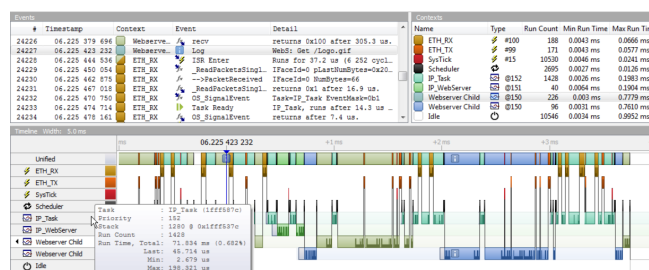 Events
# Timestamp Context Event Detail
24226 06.225 379 696 Webserve… recv returns 0x100 after 305.3 us.
24227 06.225 423 232 Webserve… Log WebS: Get /Logo.gif
24228 06.225 444 536 ETH_RX ISR Enter Runs for 37.2 us (6 252 cycl…
24229 06.225 450 054 ETH_RX _ReadPacketsSingl… IFaceId=0 pLastNumBytes=0x20…
24230 06.225 462 875 ETH_RX -->PacketReceived IFaceId=0 NumBytes=66
24231 06.225 467 018 ETH_RX _ReadPacketsSingl… returns 0x1 after 16.9 us.
24232 06.225 470 750 ETH_RX OS_SignalEvent Task=IP_Task EventMask=0b1
24233 06.225 474 714 ETH_RX Task Ready IP_Task, runs after 14.3 us …
24234 06.225 478 161 ETH_RX OS_SignalEvent returns after 7.4 us.
Contexts
Name Type Run Count Min Run Time Max Run Tir
ETH_RX #100 188 0.0043 ms 0.0666 ms
ETH_TX #99 171 0.0043 ms 0.0577 ms
SysTick #15 10530 0.0046 ms 0.0241 ms
Scheduler 2695 0.0027 ms 0.0126 ms
IP_Task @152 1428 0.0026 ms 0.1983 ms
IP_WebServer @151 40 0.0064 ms 0.1904 ms
Webserver Child @150 226 0.003 ms 0.7779 ms
Webserver Child @150 96 0.0031 ms 0.7610 ms
Idle 10546 0.0034 ms 0.9952 ms
Timeline Width: 5.0 ms
ms 06.225 423 232 +1 ms +2 ms +3 ms
Unified
ETH_RX
ETH_TX
SysTick
Scheduler
IP_Task
IP_WebServer
Webserver Child
Webserver Child
Idle
Task : IP_Task (1fff587c)
Priority : 152
Stack : 1280 @ 0x1fff537c
Run Count : 1428
Run Time, Total: 71.834 ms (0.682%)
Last: 45.714 us
Min: 2.679 us
Max: 198.321 us